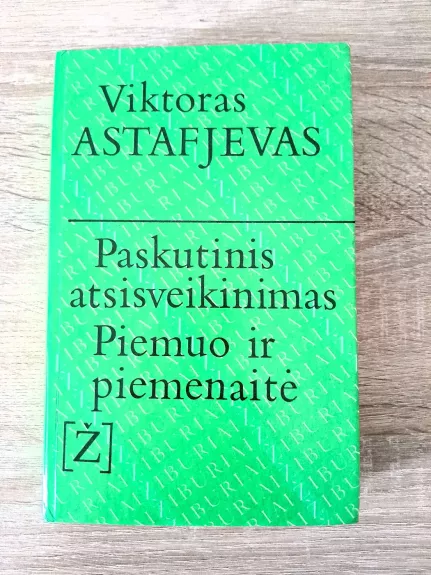 Viktoras
ASTAFJEVAS
Paskutinis
atsisveikinimas
Piemuo ir
piemenaitė
[Ž]